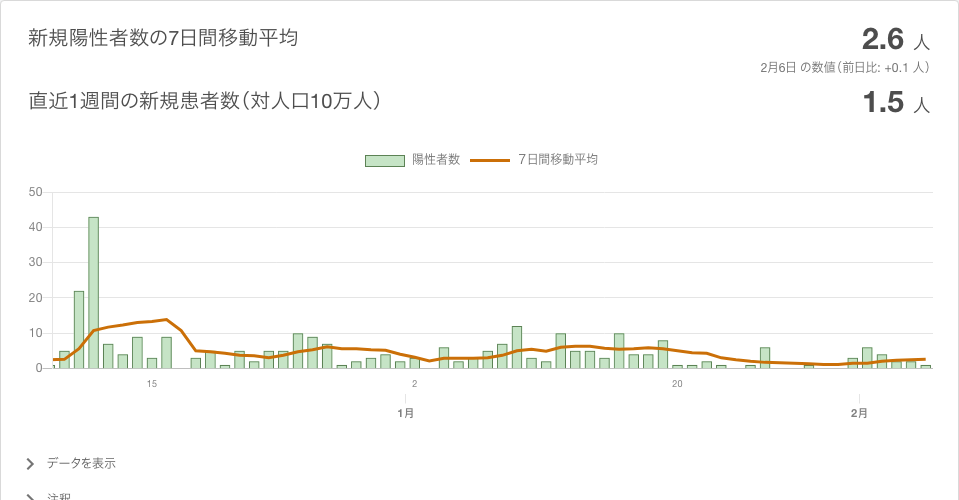 新規陽性者数の7日間移動平均
2.6 人
2月6日 の数値（前日比: +0.1 人）
直近1週間の新規患者数（対人口10万人）
1.5 人
陽性者数 7日間移動平均
50
40
30
20
10
0
15 2 20
1月 2月
データを表示
注釈